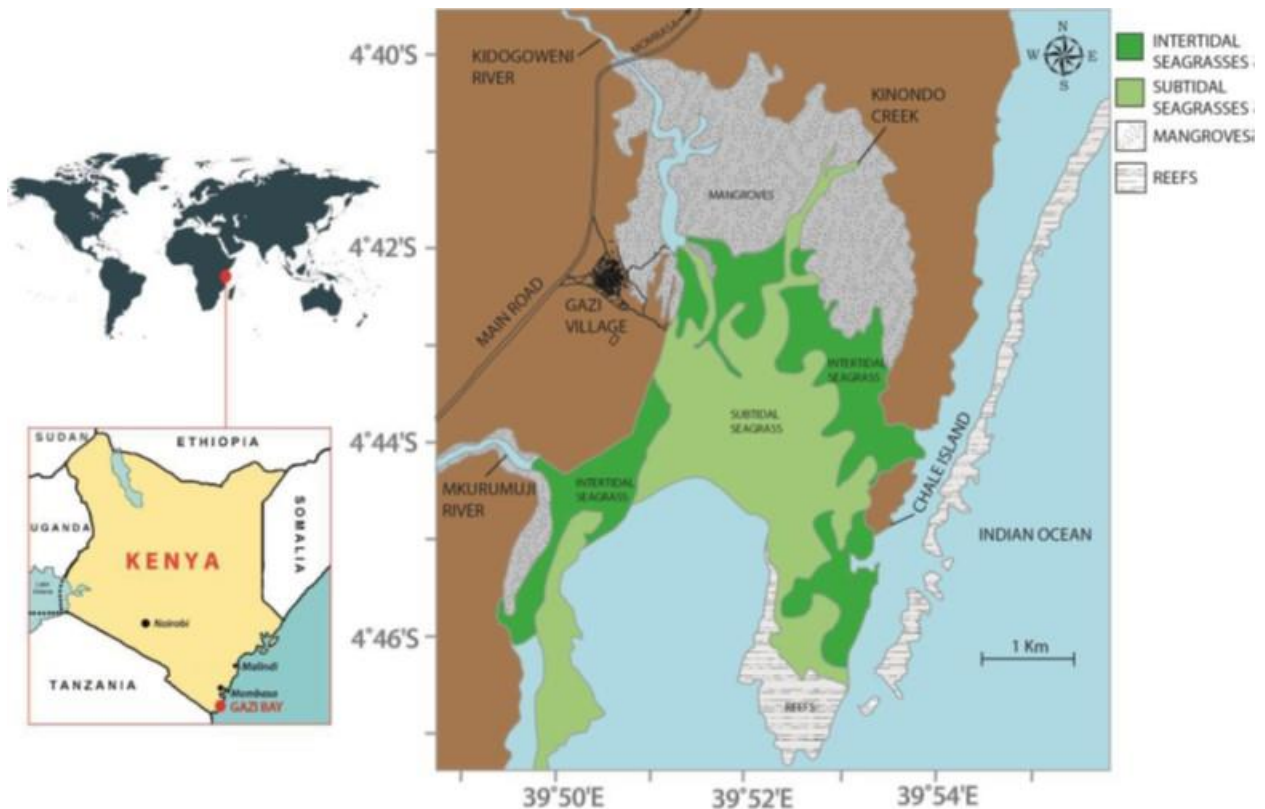 4°40'S
4°42'S
4°44'S
4°46'S
39°50'E
39°52'E
39°54'E
KIDOGOWENI
RIVER
MOMBASA
KINONDO
CREEK
MANGROVES
MAIN ROAD
GAZI
VILLAGE
INTERTIDAL
SEAGRASS
SUBTIDAL
SEAGRASS
MKURUMUJI
RIVER
INTERTIDAL
SEAGRASS
CHALE ISLAND
INDIAN OCEAN
1 Km
REEFS
N
W
E
S
INTERTIDAL
SEAGRASSES
SUBTIDAL
SEAGRASSES
MANGROVES
REEFS
SUDAN
ETHIOPIA
UGANDA
SOMALIA
KENYA
Nairobi
Malindi
Mombasa
GAZI BAY
TANZANIA